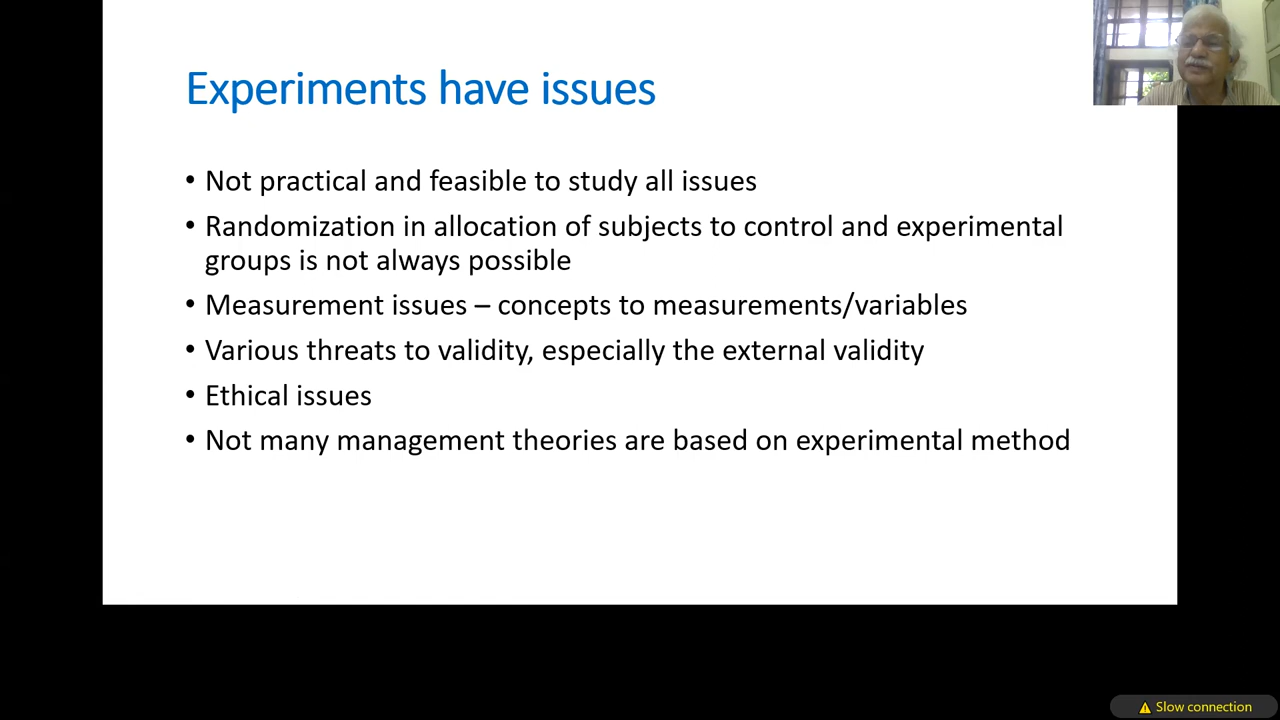 Experiments have issues
• Not practical and feasible to study all issues
• Randomization in allocation of subjects to control and experimental
groups is not always possible
• Measurement issues – concepts to measurements/variables
• Various threats to validity, especially the external validity
• Ethical issues
• Not many management theories are based on experimental method
Slow connection